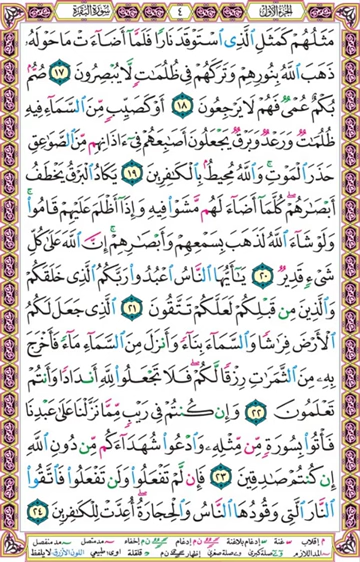 الجزء الأول ٤ سورة البقرة
مَثَلُهُمْ كَمَثَلِ ٱلَّذِى ٱسْتَوْقَدَ نَارًا فَلَمَّآ أَضَآءَتْ مَا حَوْلَهُۥ
ذَهَبَ ٱللَّهُ بِنُورِهِمْ وَتَرَكَهُمْ فِى ظُلُمَٰتٍ لَّا يُبْصِرُونَ ١٧ صُمٌّۢ
بُكْمٌ عُمْىٌ فَهُمْ لَا يَرْجِعُونَ ١٨ أَوْ كَصَيِّبٍ مِّنَ ٱلسَّمَآءِ فِيهِ
ظُلُمَٰتٌ وَرَعْدٌ وَبَرْقٌ يَجْعَلُونَ أَصَٰبِعَهُمْ فِىٓ ءَاذَانِهِم مِّنَ ٱلصَّوَٰعِقِ
حَذَرَ ٱلْمَوْتِ ۚ وَٱللَّهُ مُحِيطٌۢ بِٱلْكَٰفِرِينَ ١٩ يَكَادُ ٱلْبَرْقُ يَخْطَفُ
أَبْصَٰرَهُمْ ۖ كُلَّمَآ أَضَآءَ لَهُم مَّشَوْا۟ فِيهِ وَإِذَآ أَظْلَمَ عَلَيْهِمْ قَامُوا۟ ۚ
وَلَوْ شَآءَ ٱللَّهُ لَذَهَبَ بِسَمْعِهِمْ وَأَبْصَٰرِهِمْ ۚ إِنَّ ٱللَّهَ عَلَىٰ كُلِّ
شَىْءٍ قَدِيرٌ ٢٠ يَٰٓأَيُّهَا ٱلنَّاسُ ٱعْبُدُوا۟ رَبَّكُمُ ٱلَّذِى خَلَقَكُمْ
وَٱلَّذِينَ مِن قَبْلِكُمْ لَعَلَّكُمْ تَتَّقُونَ ٢١ ٱلَّذِى جَعَلَ لَكُمُ
ٱلْأَرْضَ فِرَٰشًا وَٱلسَّمَآءَ بِنَآءً وَأَنزَلَ مِنَ ٱلسَّمَآءِ مَآءً فَأَخْرَجَ
بِهِۦ مِنَ ٱلثَّمَرَٰتِ رِزْقًا لَّكُمْ ۖ فَلَا تَجْعَلُوا۟ لِلَّهِ أَندَادًا وَأَنتُمْ
تَعْلَمُونَ ٢٢ وَإِن كُنتُمْ فِى رَيْبٍ مِّمَّا نَزَّلْنَا عَلَىٰ عَبْدِنَا
فَأْتُوا۟ بِسُورَةٍ مِّن مِّثْلِهِۦ وَٱدْعُوا۟ شُهَدَآءَكُم مِّن دُونِ ٱللَّهِ
إِن كُنتُمْ صَٰدِقِينَ ٢٣ فَإِن لَّمْ تَفْعَلُوا۟ وَلَن تَفْعَلُوا۟ فَٱتَّقُوا۟
ٱلنَّارَ ٱلَّتِى وَقُودُهَا ٱلنَّاسُ وَٱلْحِجَارَةُ ۖ أُعِدَّتْ لِلْكَٰفِرِينَ ٢٤